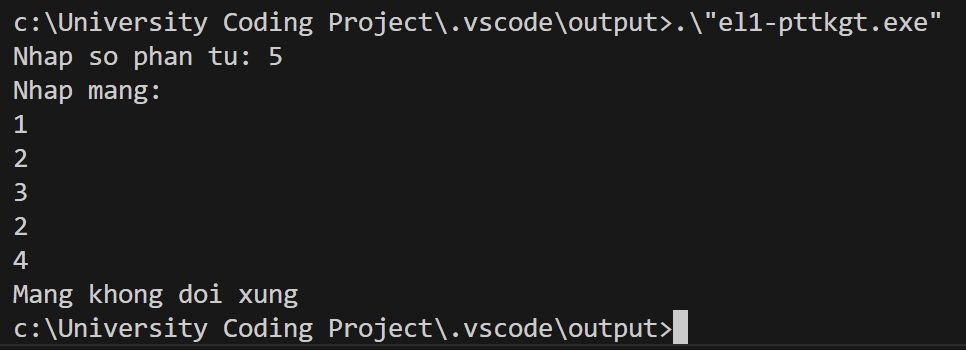 c:\University Coding Project\.vscode\output>.\"el1-pttkgt.exe"
Nhap so phan tu: 5
Nhap mang:
1
2
3
2
4
Mang khong doi xung
c:\University Coding Project\.vscode\output>